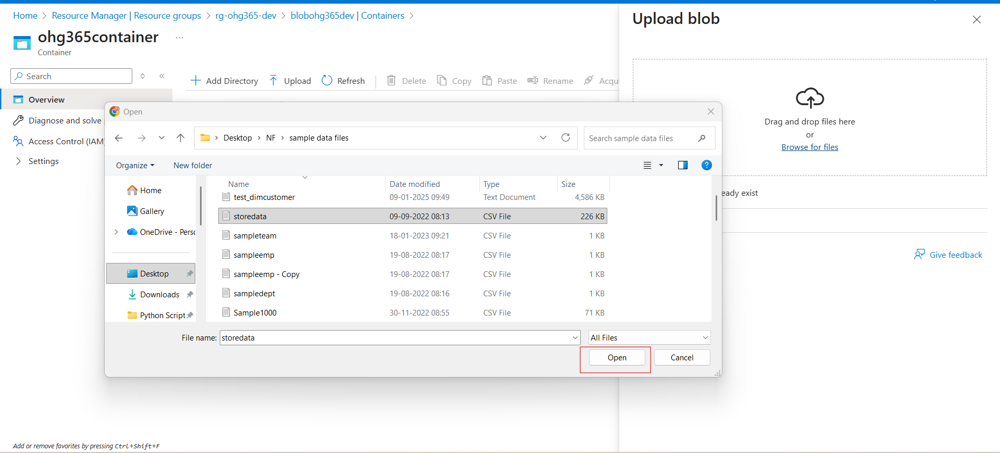 Home > Resource Manager | Resource groups > rg-ohg365-dev > blobohg365dev | Containers >
ohg365container ...
Container
Search
Add Directory Upload Refresh Delete Copy Paste Rename Acqui
Overview
Diagnose and solve
Access Control (IAM)
Settings
Add or remove favorites by pressing Ctrl+Shift+F
Upload blob
Drag and drop files here
or
Browse for files
eady exist
Give feedback
Open
Desktop > NF > sample data files
Search sample data files
Organize New folder
Home
Gallery
OneDrive - Perso
Desktop
Downloads
Python Script
Name Date modified Type Size
test_dimcustomer 09-01-2025 09:49 Text Document 4,586 KB
storedata 09-09-2022 08:13 CSV File 226 KB
sampleteam 18-01-2023 09:21 CSV File 1 KB
sampleemp 19-08-2022 08:17 CSV File 1 KB
sampleemp - Copy 19-08-2022 08:17 CSV File 1 KB
sampledept 19-08-2022 08:16 CSV File 1 KB
Sample1000 30-11-2022 08:55 CSV File 71 KB
File name: storedata All Files
Open Cancel